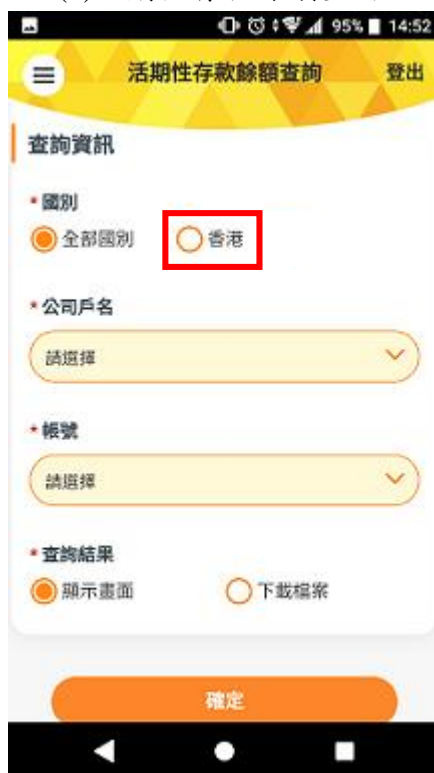 95% 14:52
活期性存款餘額查詢 登出
查詢資訊
*國別
全部國別 香港
*公司戶名
請選擇
*帳號
請選擇
*查詢結果
顯示畫面 下載檔案
確定